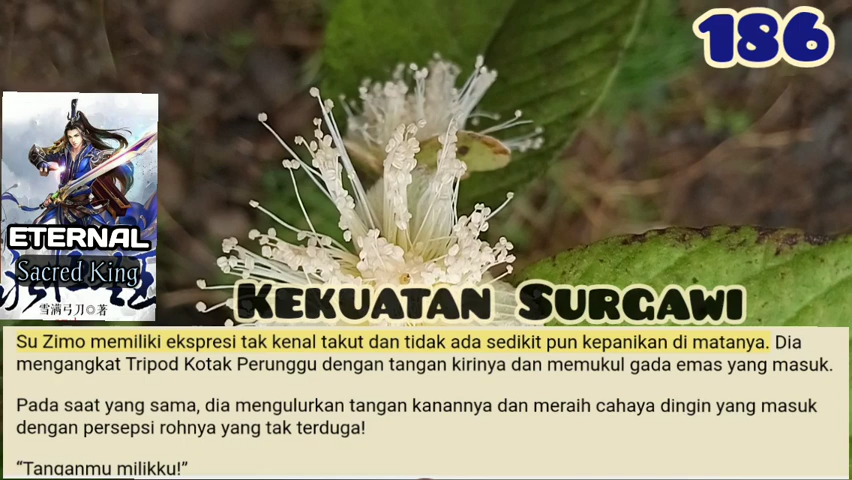 186
ETERNAL
Sacred King
雪满弓刀◎著
KEKUATAN SURGAWI
Su Zimo memiliki ekspresi tak kenal takut dan tidak ada sedikit pun kepanikan di matanya. Dia
mengangkat Tripod Kotak Perunggu dengan tangan kirinya dan memukul gada emas yang masuk.
Pada saat yang sama, dia mengulurkan tangan kanannya dan meraih cahaya dingin yang masuk
dengan persepsi rohnya yang tak terduga!
“Tanganmu milikku!”